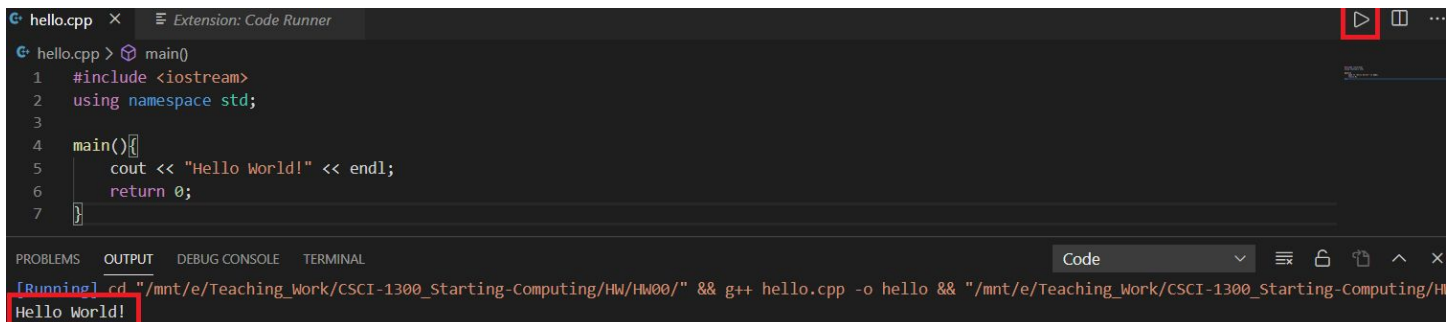 hello.cpp Extension: Code Runner
hello.cpp > main()
1 #include <iostream>
2 using namespace std;
3
4 main(){
5 cout << "Hello World!" << endl;
6 return 0;
7 }
PROBLEMS OUTPUT DEBUG CONSOLE TERMINAL Code
[Running] cd "/mnt/e/Teaching_Work/CSCI-1300_Starting-Computing/HW/HW00/" && g++ hello.cpp -o hello && "/mnt/e/Teaching_Work/CSCI-1300_Starting-Computing/H
Hello World!